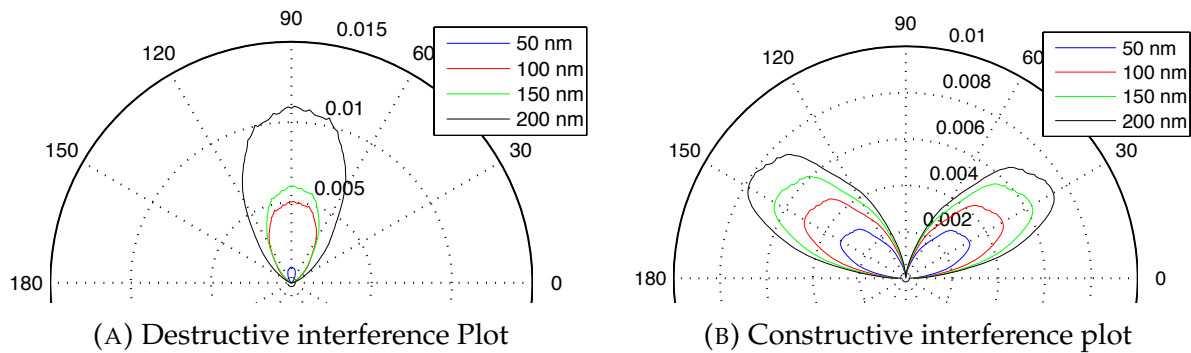 90
0.015
120
60
50 nm
100 nm
150 nm
200 nm
0.01
150
30
0.005
180
0
(A) Destructive interference Plot
90
0.01
120
60
50 nm
100 nm
150 nm
200 nm
0.008
0.006
150
30
0.004
0.002
180
0
(B) Constructive interference plot